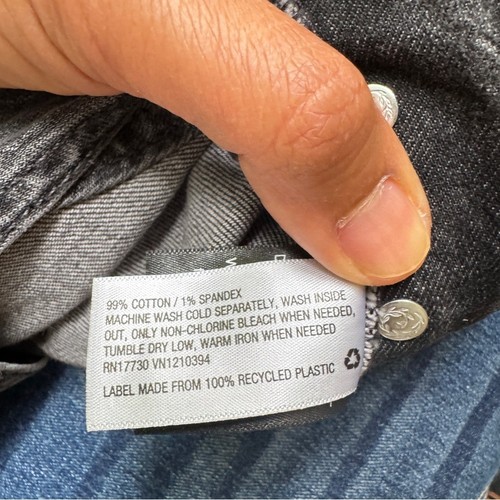 99% COTTON / 1% SPANDEX
MACHINE WASH COLD SEPARATELY, WASH INSIDE
OUT, ONLY NON-CHLORINE BLEACH WHEN NEEDED,
TUMBLE DRY LOW, WARM IRON WHEN NEEDED
RN17730 VN1210394
LABEL MADE FROM 100% RECYCLED PLASTIC